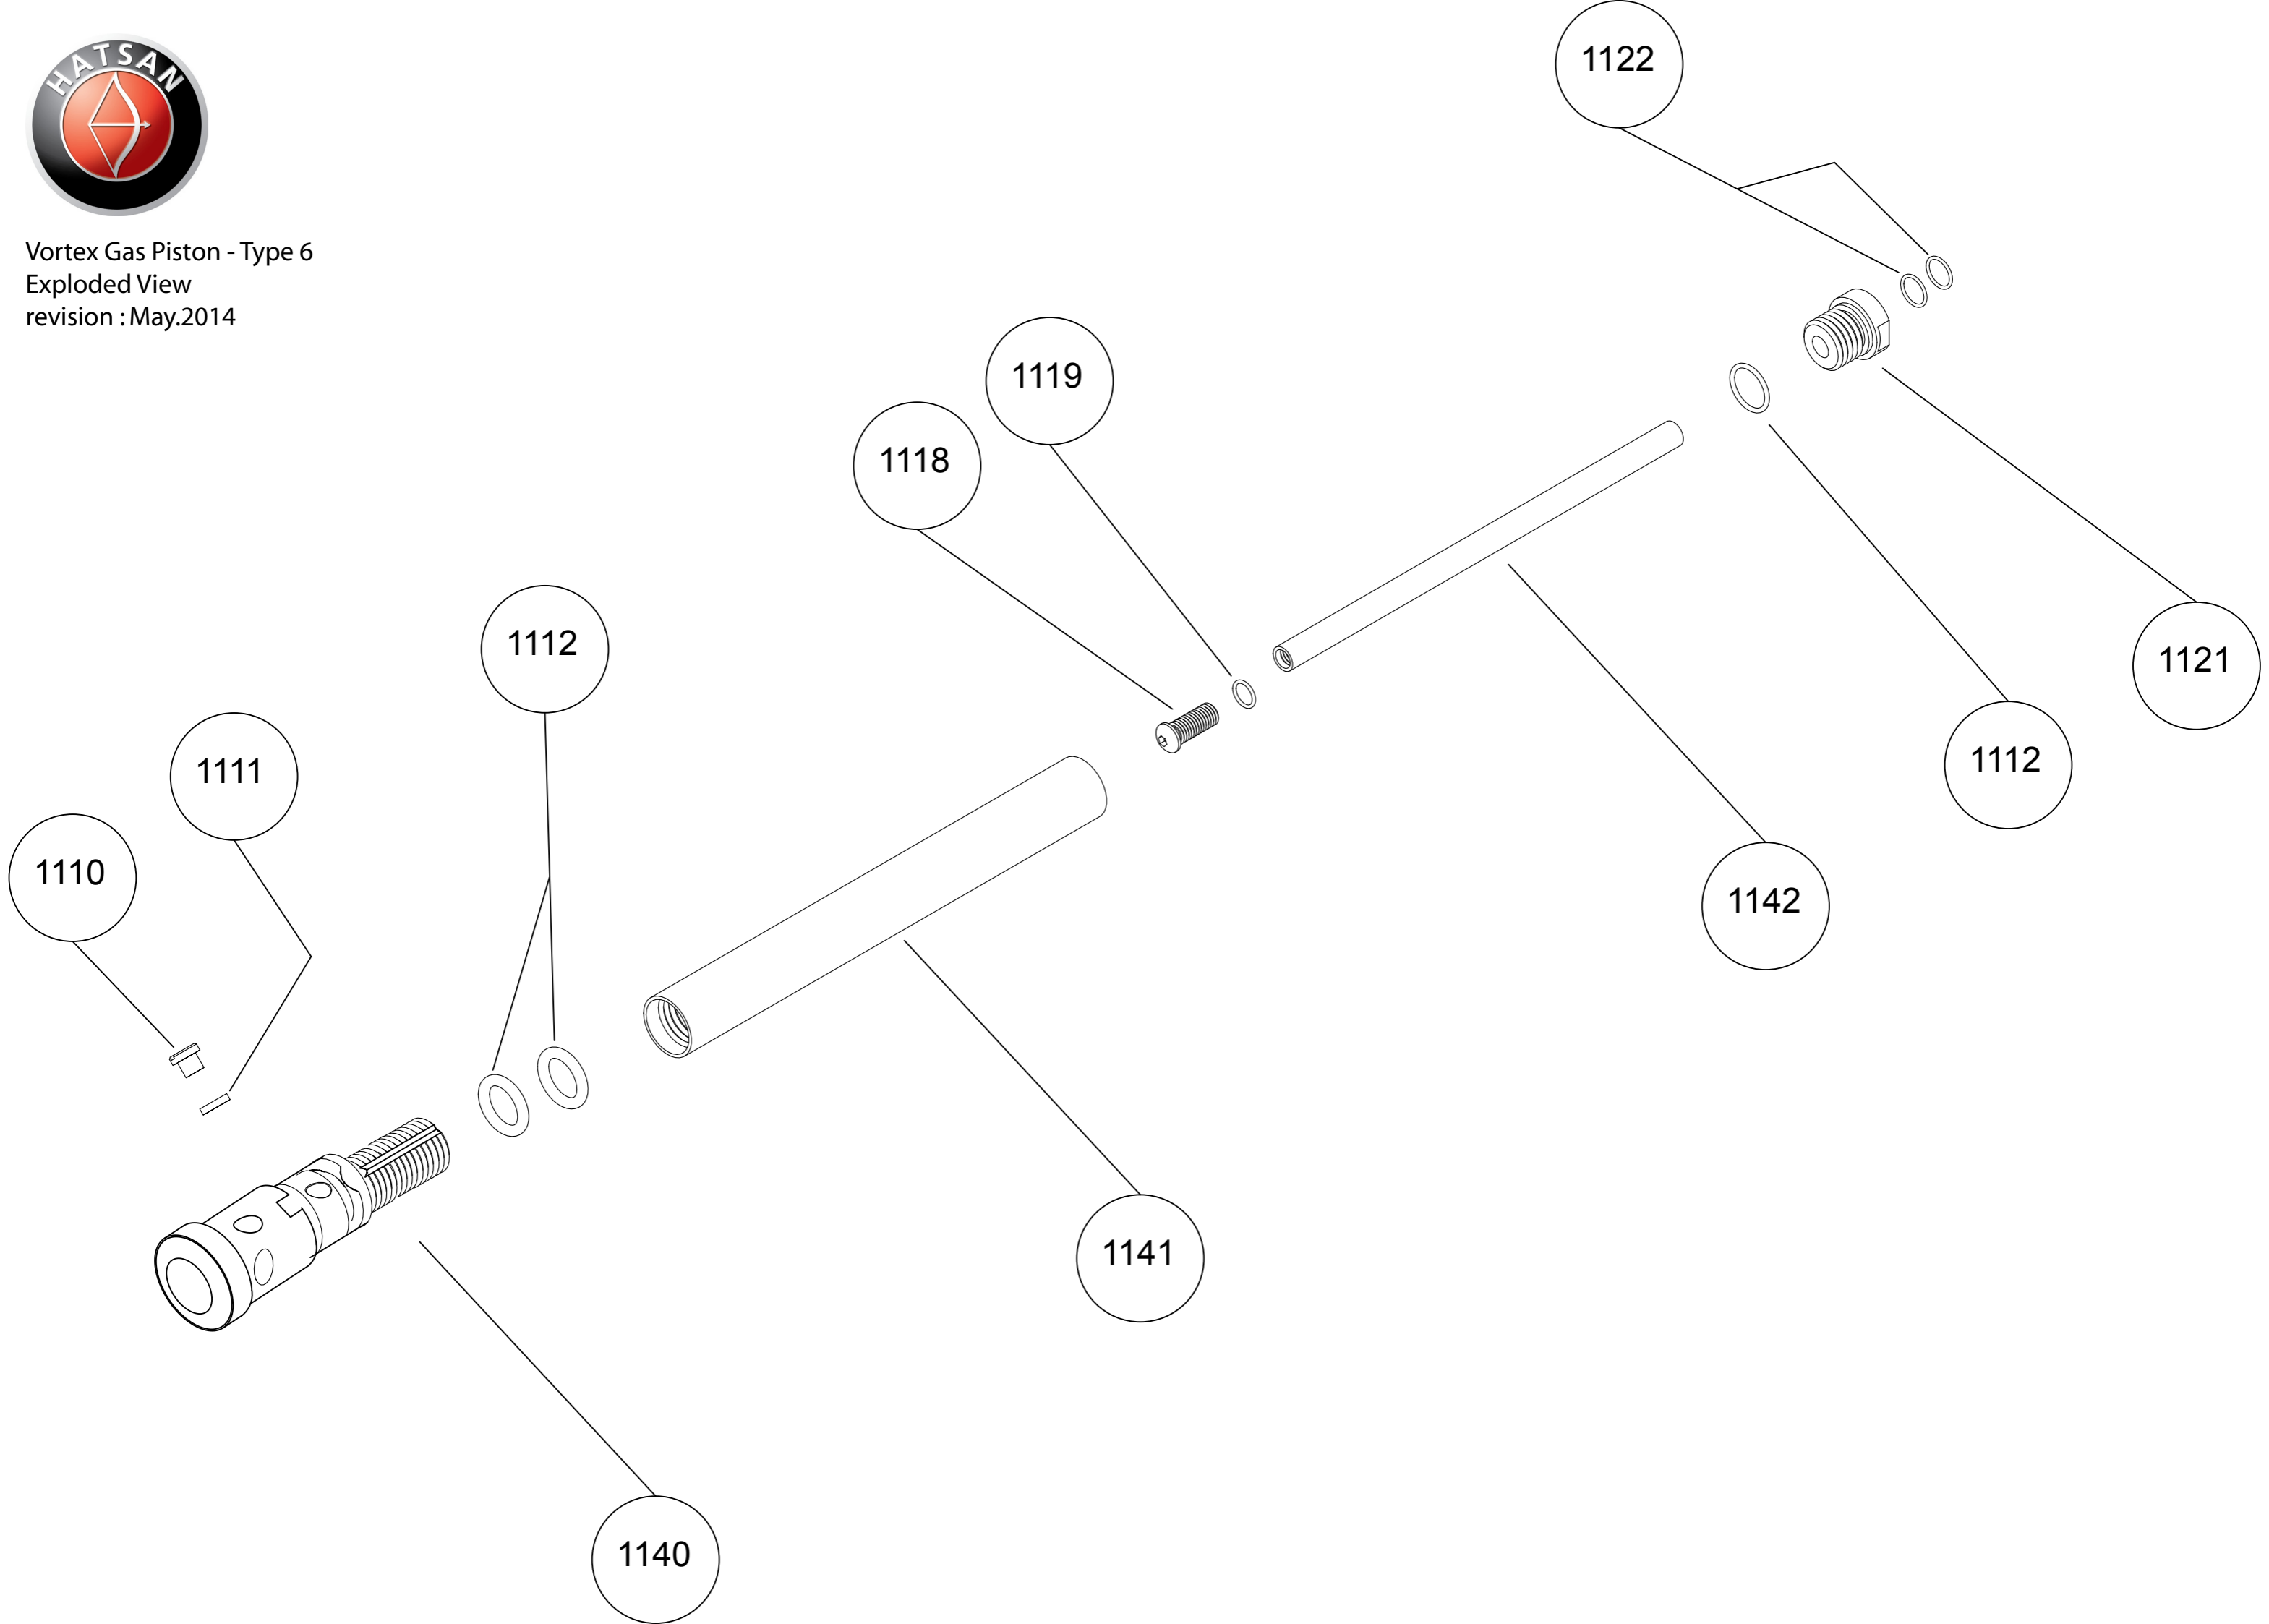 HATSAN
Vortex Gas Piston - Type 6
Exploded View
revision : May.2014
1122
1119
1118
1112
1121
1111
1112
1110
1142
1141
1140